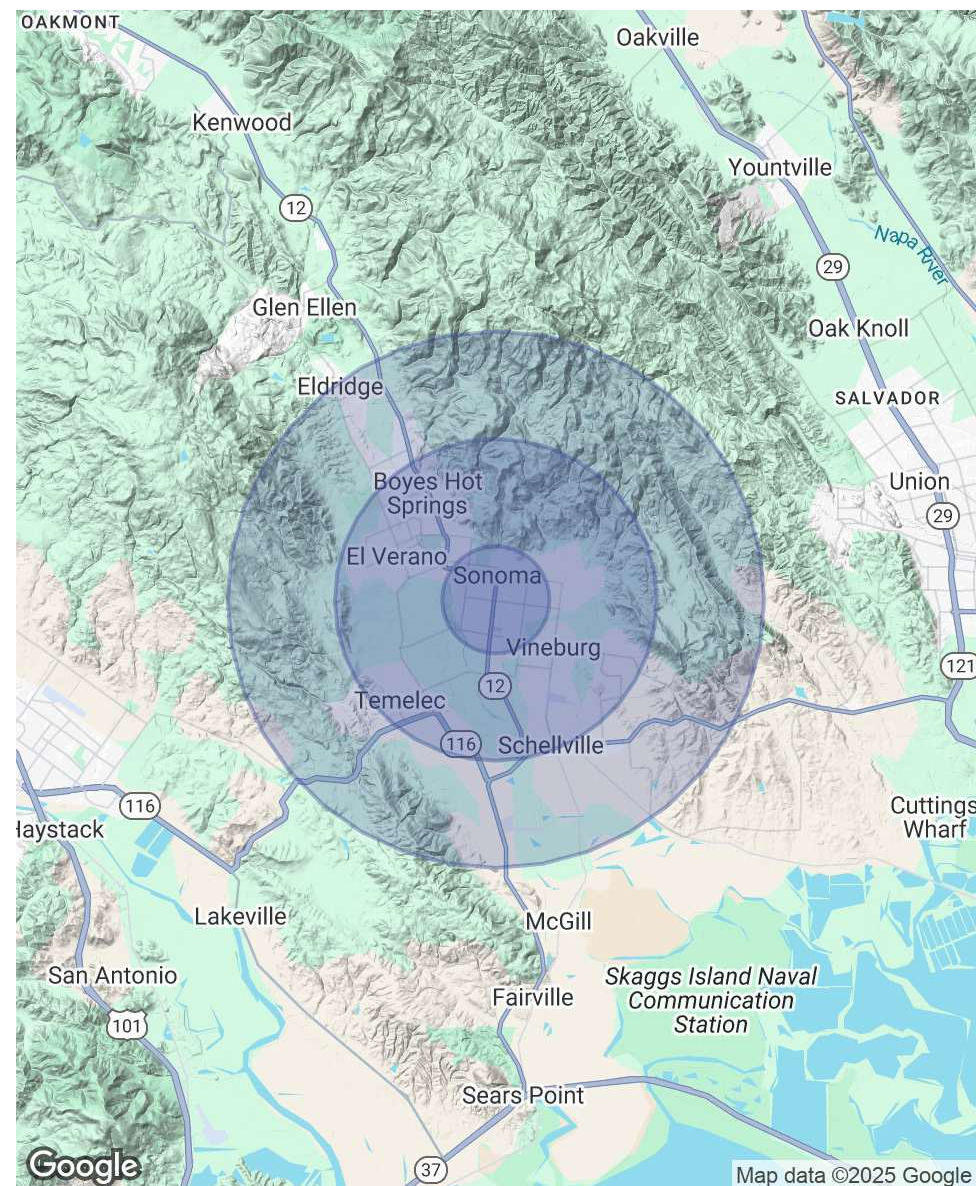 OAKMONT
Oakville
Kenwood
Yountville
12
Napa River
29
Glen Ellen
Oak Knoll
Eldridge
SALVADOR
Boyes Hot
Springs
Union
29
El Verano
Sonoma
Vineburg
121
12
Temelec
116
Schellville
116
Cuttings
Wharf
Haystack
Lakeville
McGill
San Antonio
Skaggs Island Naval
Communication
Station
Fairville
101
Sears Point
37
Google
Map data ©2025 Google